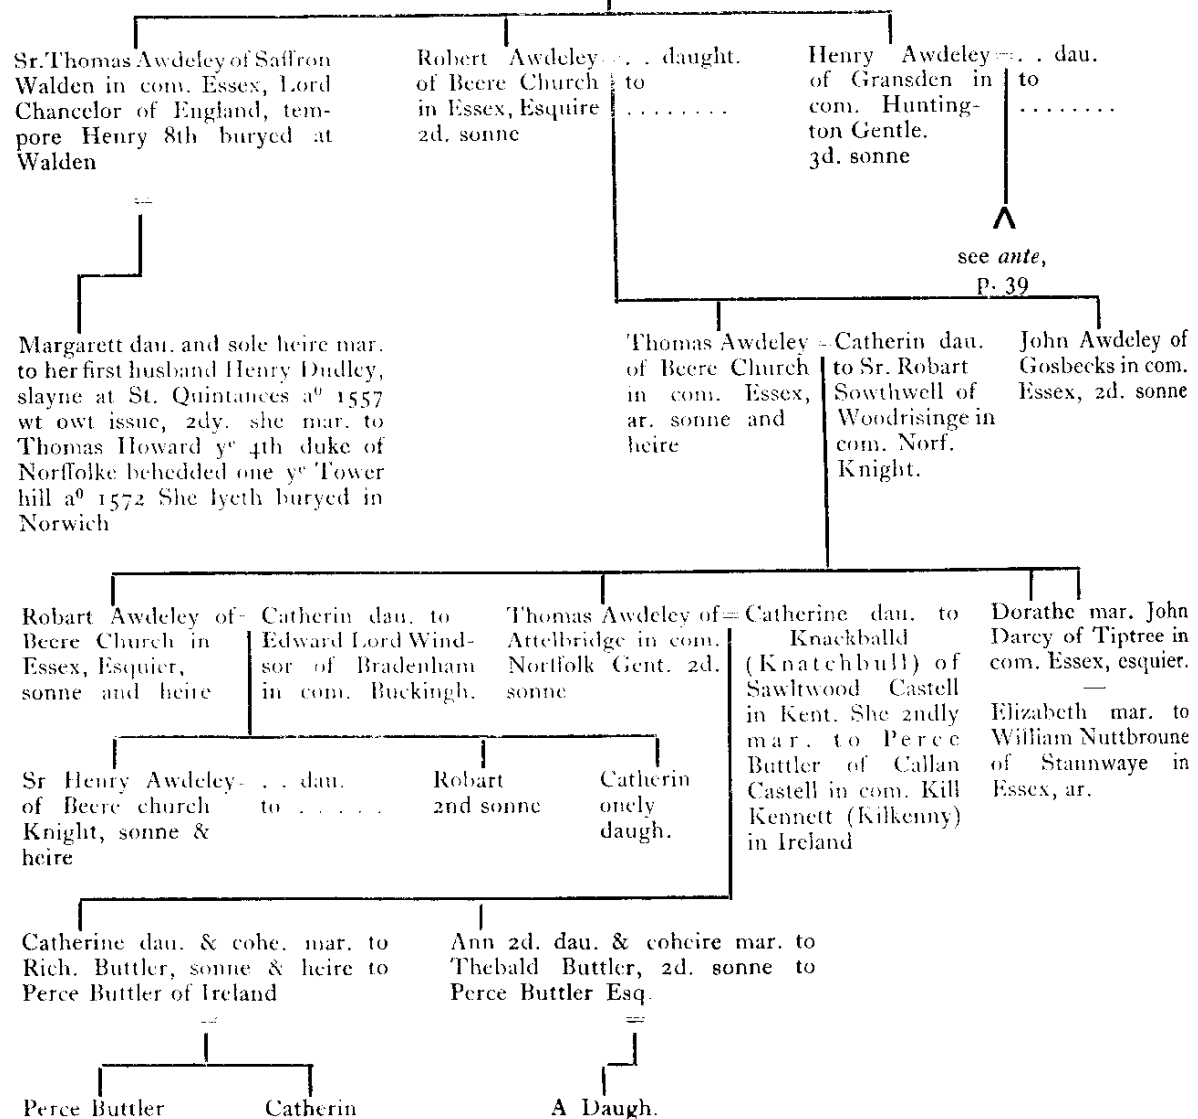 Sr. Thomas Awdeley of Saffron
Walden in com. Essex, Lord
Chancelor of England, tem-
pore Henry 8th buryed at
Walden
=
Robert Awdeley = . . daught.
of Beere Church to
in Essex, Esquire . . . . . . . .
2d. sonne
Henry Awdeley = . . dau.
of Gransden in to
com. Hunting- . . . . . . . .
ton Gentle.
3d. sonne
see ante,
P. 39
Margarett dau. and sole heire mar.
to her first husband Henry Dudley,
slayne at St. Quintances aº 1557
wt owt issue, 2dy. she mar. to
Thomas Howard yᵉ 4th duke of
Norffolke behedded one yᵉ Tower
hill aº 1572 She lyeth buryed in
Norwich
Thomas Awdeley =
of Beere Church
in com. Essex,
ar. sonne and
heire
Catherin dau.
to Sr. Robart
Sowthwell of
Woodrisinge in
com. Norf.
Knight.
John Awdeley of
Gosbecks in com.
Essex, 2d. sonne
Robart Awdeley of =
Beere Church in
Essex, Esquier,
sonne and heire
Catherin dau. to
Edward Lord Wind-
sor of Bradenham
in com. Buckingh.
Thomas Awdeley of =
Attelbridge in com.
Norffolk Gent. 2d.
sonne
Catherine dau. to
Knackballd
(Knatchbull) of
Sawltwood Castell
in Kent. She 2ndly
mar. to Perce
Buttler of Callan
Castell in com. Kill
Kennett (Kilkenny)
in Ireland
Dorathe mar. John
Darcy of Tiptree in
com. Essex, esquier.
—
Elizabeth mar. to
William Nuttbroune
of Stannwaye in
Essex, ar.
Sr Henry Awdeley = . . dau.
of Beere church to . . . . .
Knight, sonne &
heire
Robart
2nd sonne
Catherin
onely
daugh.
Catherine dau. & cohe. mar. to
Rich. Buttler, sonne & heire to
Perce Buttler of Ireland
=
Ann 2d. dau. & coheire mar. to
Thebald Buttler, 2d. sonne to
Perce Buttler Esq.
=
Perce Buttler
Catherin
A Daugh.